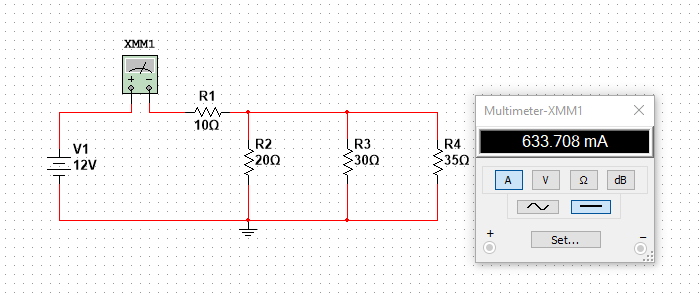 XMM1
+ −
R1
10Ω
V1
12V
R2
20Ω
R3
30Ω
R4
35Ω
Multimeter-XMM1
633.708 mA
A V Ω dB
+ Set... −